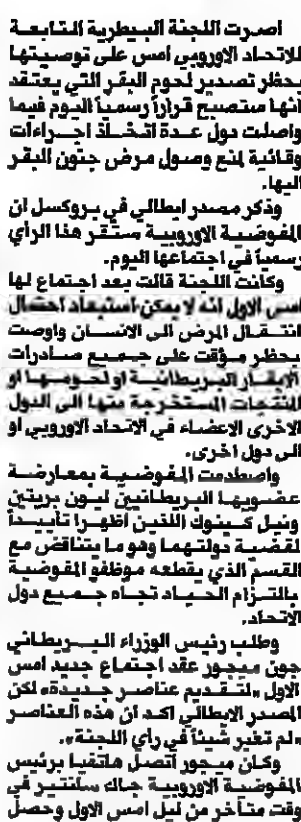 اصرت اللجنة البيطرية التابعة
للاتحاد الاوروبي امس على توصيتها
بحظر تصدير لحوم البقر التي يعتقد
انها ستصبح قراراً رسمياً اليوم فيما
واصلت دول عدة اتخاذ اجراءات
وقائية لمنع وصول مرض جنون البقر
اليها.
وذكر مصدر ايطالي في بروكسل ان
المفوضية الاوروبية ستقر هذا الرأي
رسمياً في اجتماعها اليوم.
وكانت اللجنة قالت بعد اجتماع لها
امس الاول انه لا يمكن استبعاد احتمال
انتقال المرض الى الانسان واوصت
بحظر مؤقت على جميع صادرات
الابقار البريطانية او لحومها او
المنتجات المستخرجة منها الى الدول
الاخرى الاعضاء في الاتحاد الاوروبي او
الى دول اخرى.
واصطدمت المفوضية بمعارضة
عضويها البريطانيين ليون بريتن
ونيل كينوك اللذين اظهرا تأييداً
لقضية دولتهما وهو ما يتناقض مع
القسم الذي يقطعه موظفو المفوضية
بالتزام الحياد تجاه جميع دول
الاتحاد.
وطلب رئيس الوزراء البريطاني
جون ميجور عقد اجتماع جديد امس
الاول «لتقديم عناصر جديدة» لكن
المصدر الايطالي اكد ان هذه العناصر
«لم تغير شيئاً في رأي اللجنة».
وكان ميجور اتصل هاتفيا برئيس
المفوضية الاوروبية جاك سانتير في
وقت متأخر من ليل امس الاول وحصل